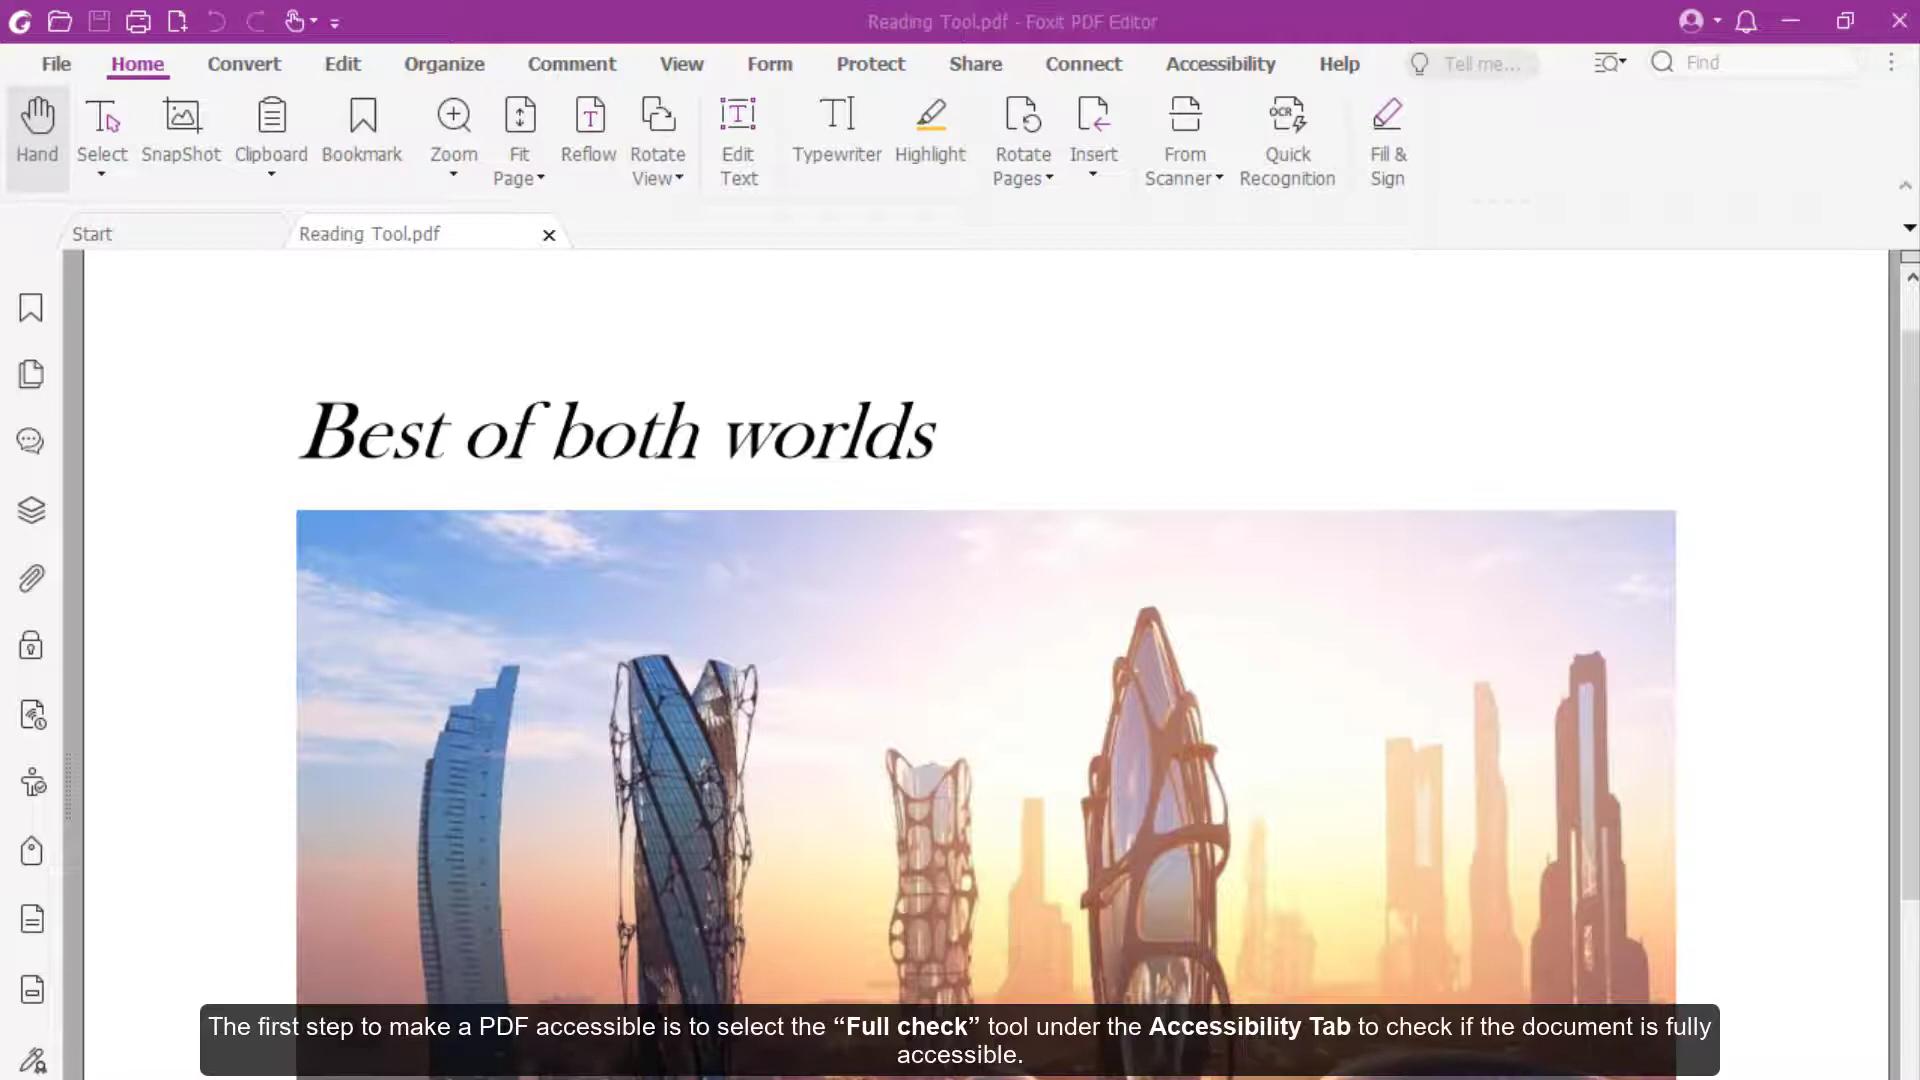 Reading Tool.pdf - Foxit PDF Editor
File Home Convert Edit Organize Comment View Form Protect Share Connect Accessibility Help Tell me... Find
Hand Select SnapShot Clipboard Bookmark Zoom Fit Page Reflow Rotate View Edit Text Typewriter Highlight Rotate Pages Insert From Scanner OCR Quick Recognition Fill & Sign
Start Reading Tool.pdf
Best of both worlds
The first step to make a PDF accessible is to select the “Full check” tool under the Accessibility Tab to check if the document is fully
accessible.